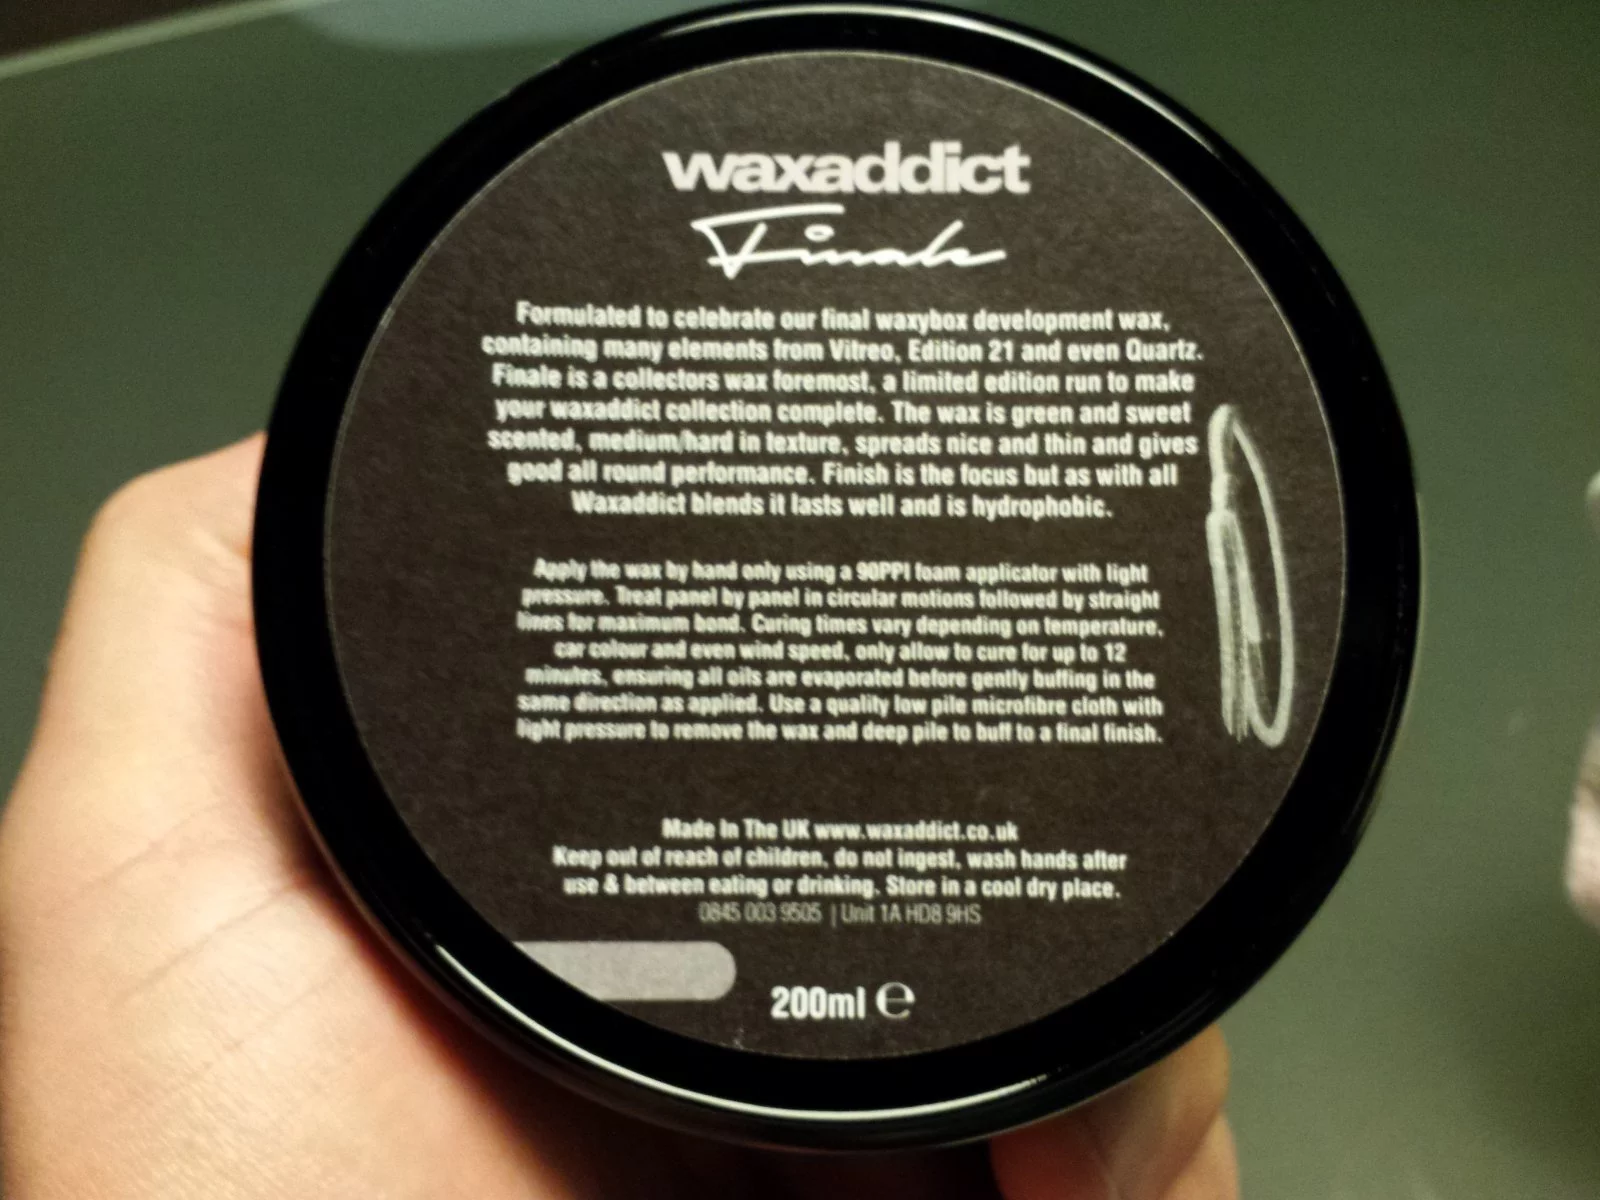 waxaddict
Finale
Formulated to celebrate our final waxybox development wax,
containing many elements from Vitreo, Edition 21 and even Quartz.
Finale is a collectors wax foremost, a limited edition run to make
your waxaddict collection complete. The wax is green and sweet
scented, medium/hard in texture, spreads nice and thin and gives
good all round performance. Finish is the focus but as with all
Waxaddict blends it lasts well and is hydrophobic.
Apply the wax by hand only using a 90PPI foam applicator with light
pressure. Treat panel by panel in circular motions followed by straight
lines for maximum bond. Curing times vary depending on temperature,
car colour and even wind speed, only allow to cure for up to 12
minutes, ensuring all oils are evaporated before gently buffing in the
same direction as applied. Use a quality low pile microfibre cloth with
light pressure to remove the wax and deep pile to buff to a final finish.
Made In The UK www.waxaddict.co.uk
Keep out of reach of children, do not ingest, wash hands after
use & between eating or drinking. Store in a cool dry place.
0845 003 9505 | Unit 1A HD8 9HS
200ml ℮